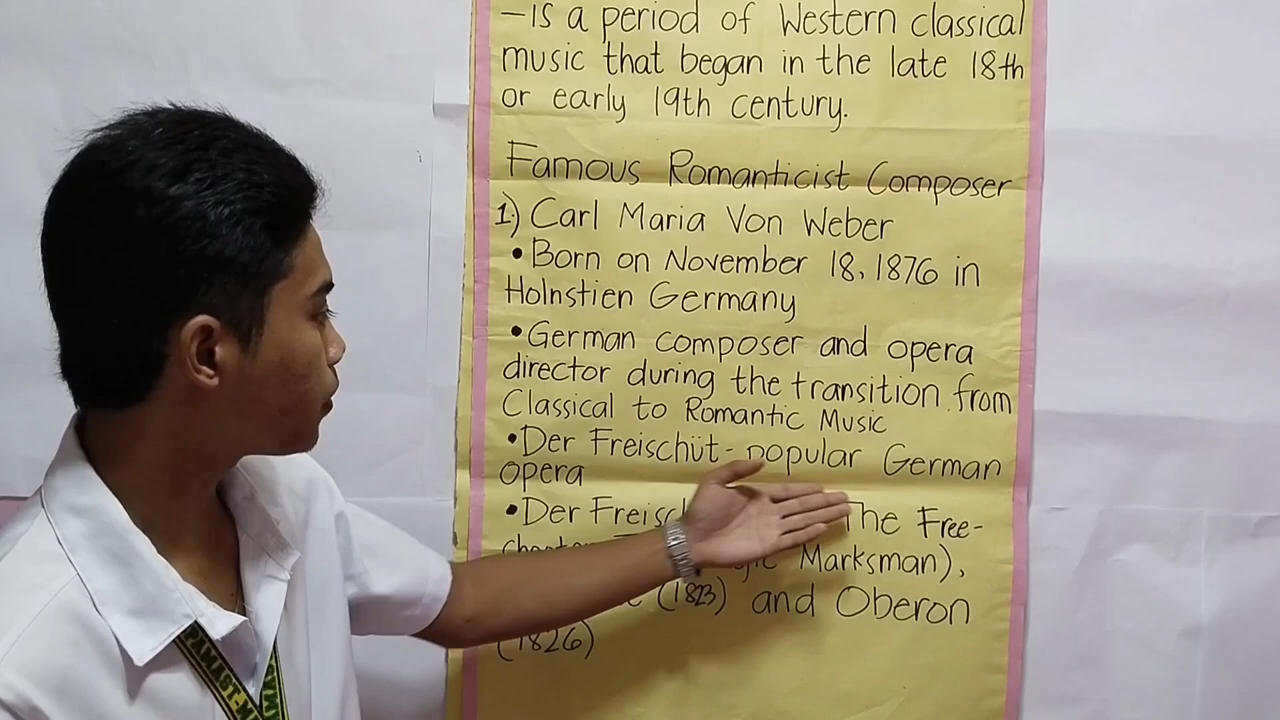 -is a period of Western classical
music that began in the late 18th
or early 19th century.
Famous Romanticist Composer
1.) Carl Maria Von Weber
• Born on November 18, 1876 in
Holnstien Germany
• German composer and opera
director during the transition from
Classical to Romantic Music
• Der Freischüt- popular German
opera
• Der The Free-
Marksman),
(1823) and Oberon
(1826)